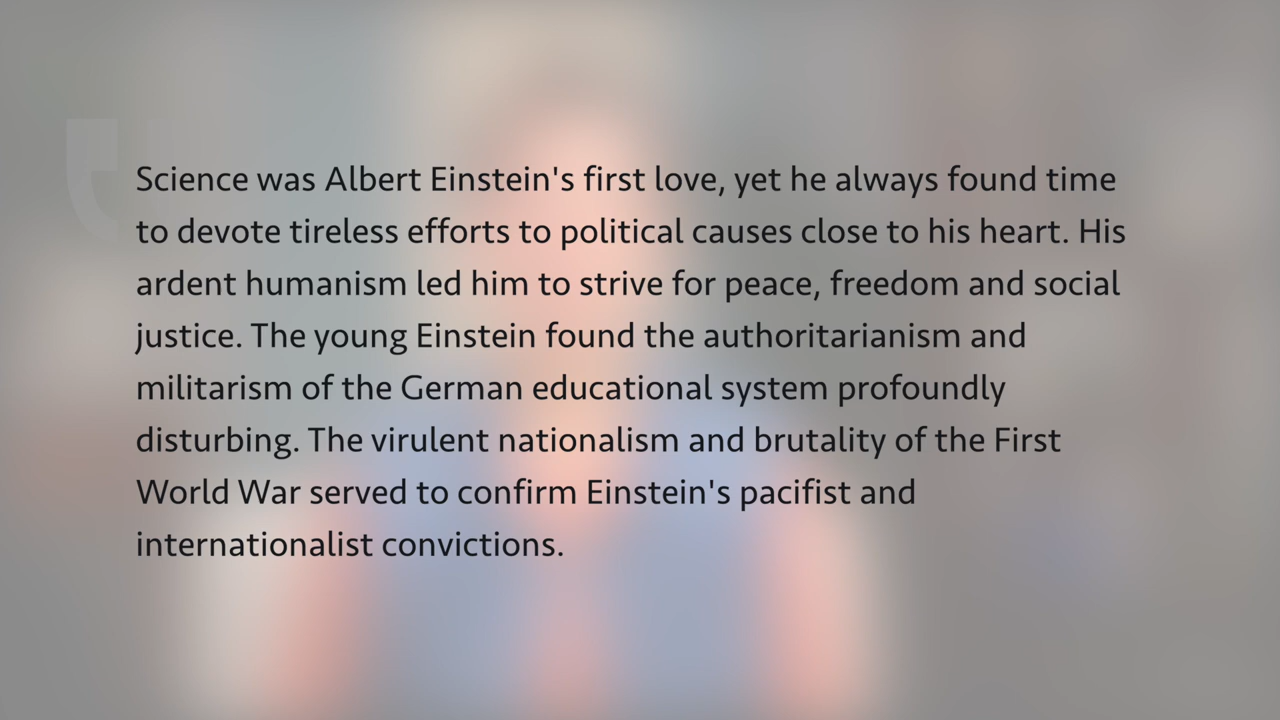 Science was Albert Einstein's first love, yet he always found time
to devote tireless efforts to political causes close to his heart. His
ardent humanism led him to strive for peace, freedom and social
justice. The young Einstein found the authoritarianism and
militarism of the German educational system profoundly
disturbing. The virulent nationalism and brutality of the First
World War served to confirm Einstein's pacifist and
internationalist convictions.